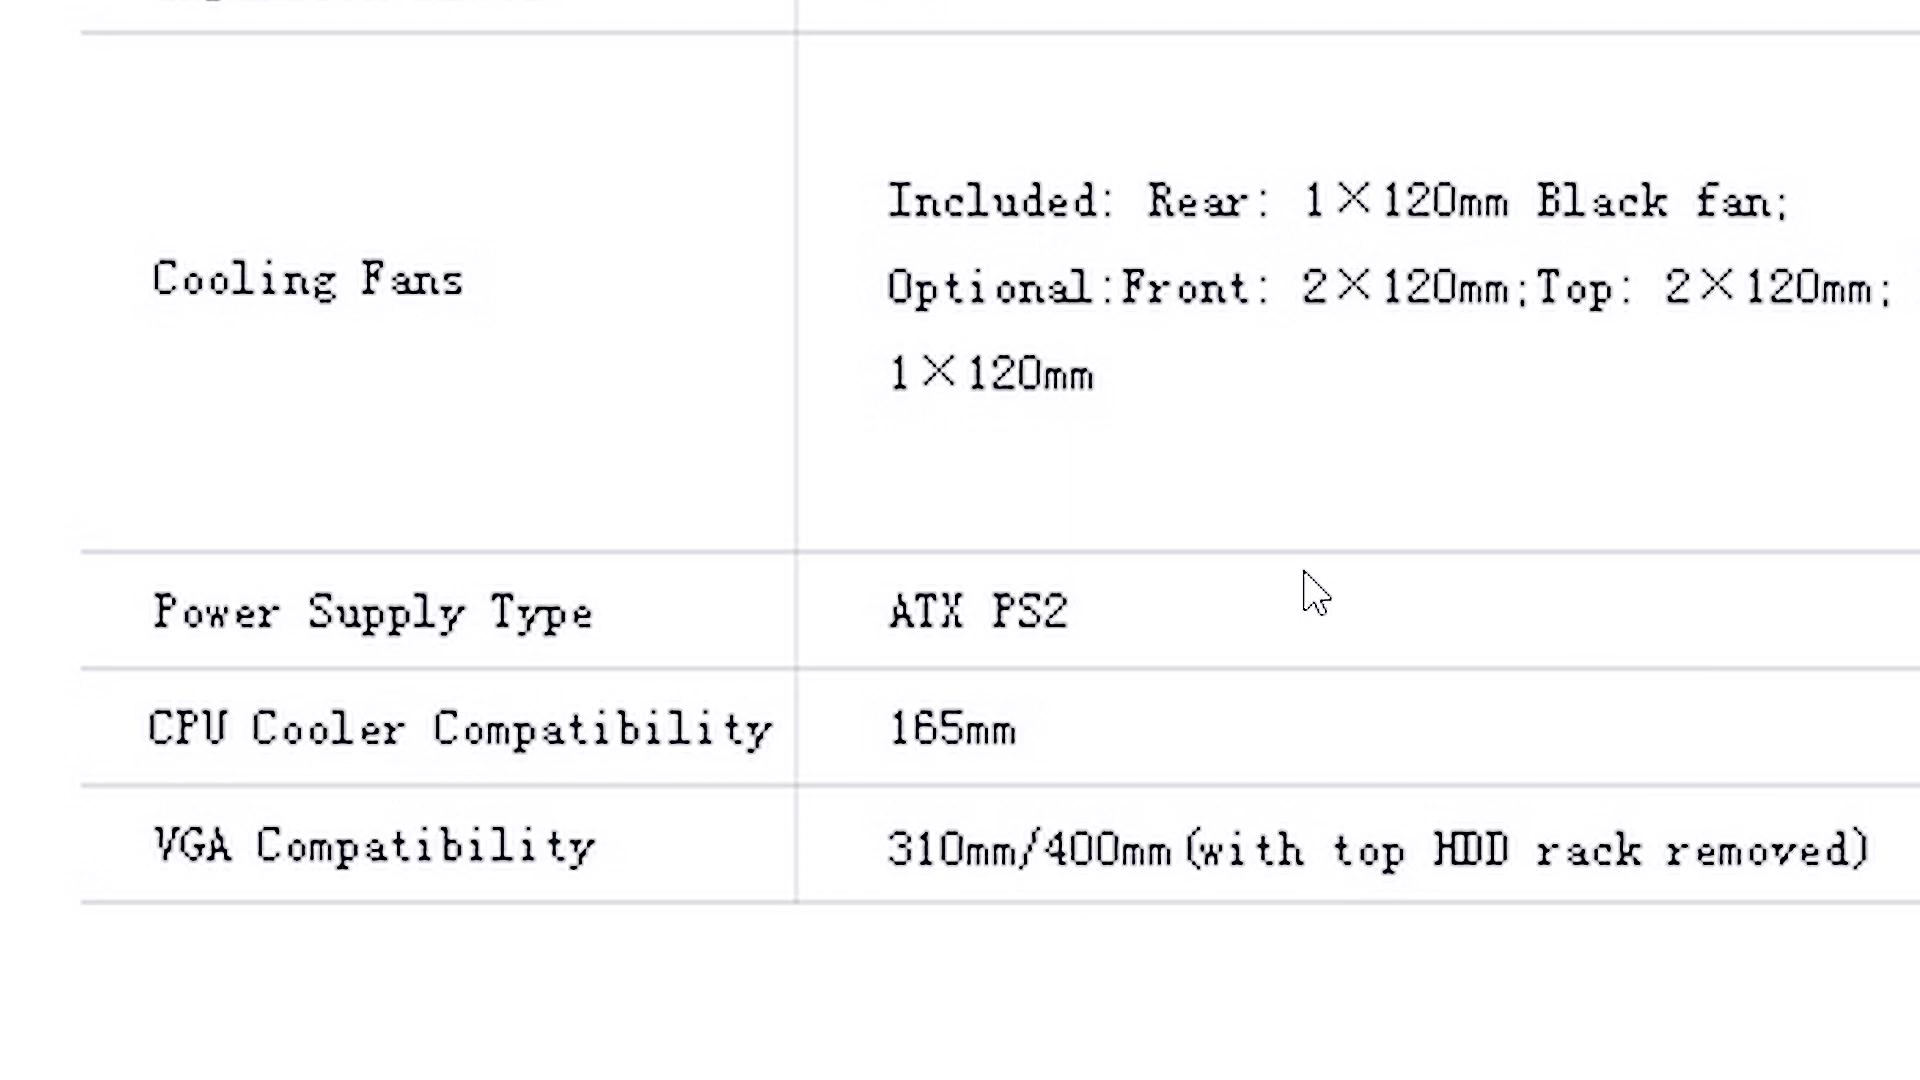 Cooling Fans
Included: Rear: 1×120mm Black fan;
Optional:Front: 2×120mm;Top: 2×120mm;
1×120mm
Power Supply Type
ATX PS2
CPU Cooler Compatibility
165mm
VGA Compatibility
310mm/400mm(with top HDD rack removed)